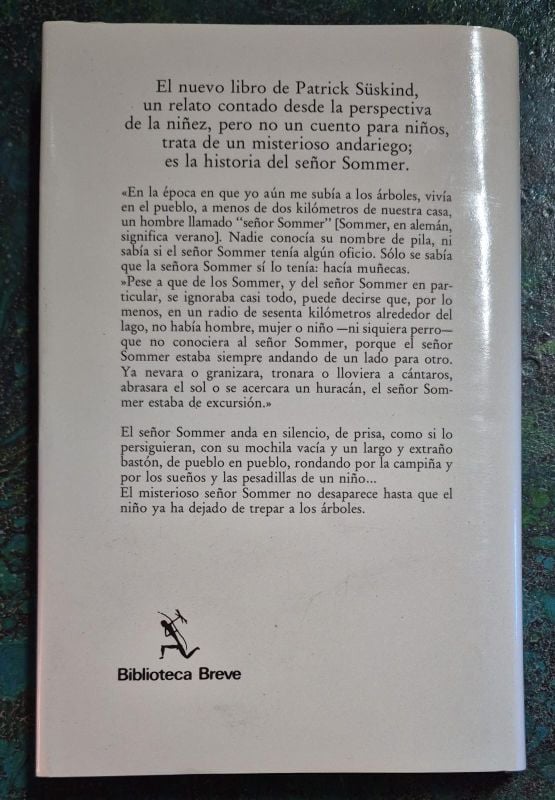 El nuevo libro de Patrick Süskind,
un relato contado desde la perspectiva
de la niñez, pero no un cuento para niños,
trata de un misterioso andariego;
es la historia del señor Sommer.
«En la época en que yo aún me subía a los árboles, vivía
en el pueblo, a menos de dos kilómetros de nuestra casa,
un hombre llamado "señor Sommer" [Sommer, en alemán,
significa verano]. Nadie conocía su nombre de pila, ni
sabía si el señor Sommer tenía algún oficio. Sólo se sabía
que la señora Sommer sí lo tenía: hacía muñecas.
»Pese a que de los Sommer, y del señor Sommer en par-
ticular, se ignoraba casi todo, puede decirse que, por lo
menos, en un radio de sesenta kilómetros alrededor del
lago, no había hombre, mujer o niño —ni siquiera perro—
que no conociera al señor Sommer, porque el señor
Sommer estaba siempre andando de un lado para otro.
Ya nevara o granizara, tronara o lloviera a cántaros,
abrasara el sol o se acercara un huracán, el señor Som-
mer estaba de excursión.»
El señor Sommer anda en silencio, de prisa, como si lo
persiguieran, con su mochila vacía y un largo y extraño
bastón, de pueblo en pueblo, rondando por la campiña y
por los sueños y las pesadillas de un niño...
El misterioso señor Sommer no desaparece hasta que el
niño ya ha dejado de trepar a los árboles.
Biblioteca Breve